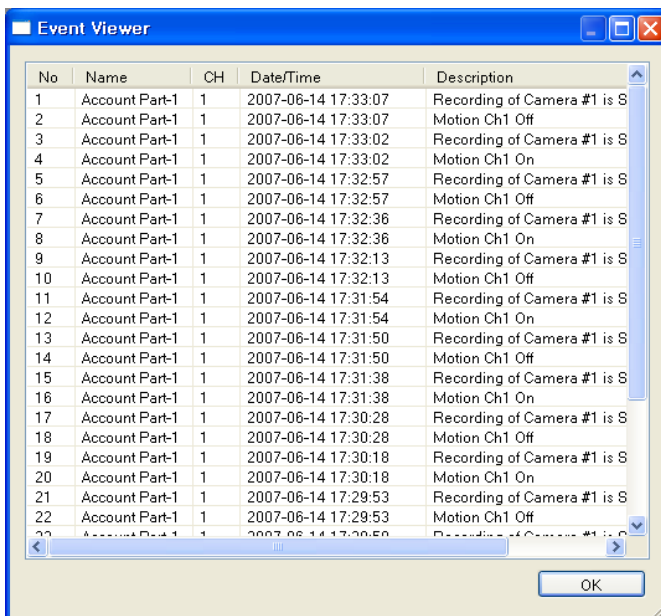 Event Viewer
No Name CH Date/Time Description
1 Account Part-1 1 2007-06-14 17:33:07 Recording of Camera #1 is S
2 Account Part-1 1 2007-06-14 17:33:07 Motion Ch1 Off
3 Account Part-1 1 2007-06-14 17:33:02 Recording of Camera #1 is S
4 Account Part-1 1 2007-06-14 17:33:02 Motion Ch1 On
5 Account Part-1 1 2007-06-14 17:32:57 Recording of Camera #1 is S
6 Account Part-1 1 2007-06-14 17:32:57 Motion Ch1 Off
7 Account Part-1 1 2007-06-14 17:32:36 Recording of Camera #1 is S
8 Account Part-1 1 2007-06-14 17:32:36 Motion Ch1 On
9 Account Part-1 1 2007-06-14 17:32:13 Recording of Camera #1 is S
10 Account Part-1 1 2007-06-14 17:32:13 Motion Ch1 Off
11 Account Part-1 1 2007-06-14 17:31:54 Recording of Camera #1 is S
12 Account Part-1 1 2007-06-14 17:31:54 Motion Ch1 On
13 Account Part-1 1 2007-06-14 17:31:50 Recording of Camera #1 is S
14 Account Part-1 1 2007-06-14 17:31:50 Motion Ch1 Off
15 Account Part-1 1 2007-06-14 17:31:38 Recording of Camera #1 is S
16 Account Part-1 1 2007-06-14 17:31:38 Motion Ch1 On
17 Account Part-1 1 2007-06-14 17:30:28 Recording of Camera #1 is S
18 Account Part-1 1 2007-06-14 17:30:28 Motion Ch1 Off
19 Account Part-1 1 2007-06-14 17:30:18 Recording of Camera #1 is S
20 Account Part-1 1 2007-06-14 17:30:18 Motion Ch1 On
21 Account Part-1 1 2007-06-14 17:29:53 Recording of Camera #1 is S
22 Account Part-1 1 2007-06-14 17:29:53 Motion Ch1 Off
OK